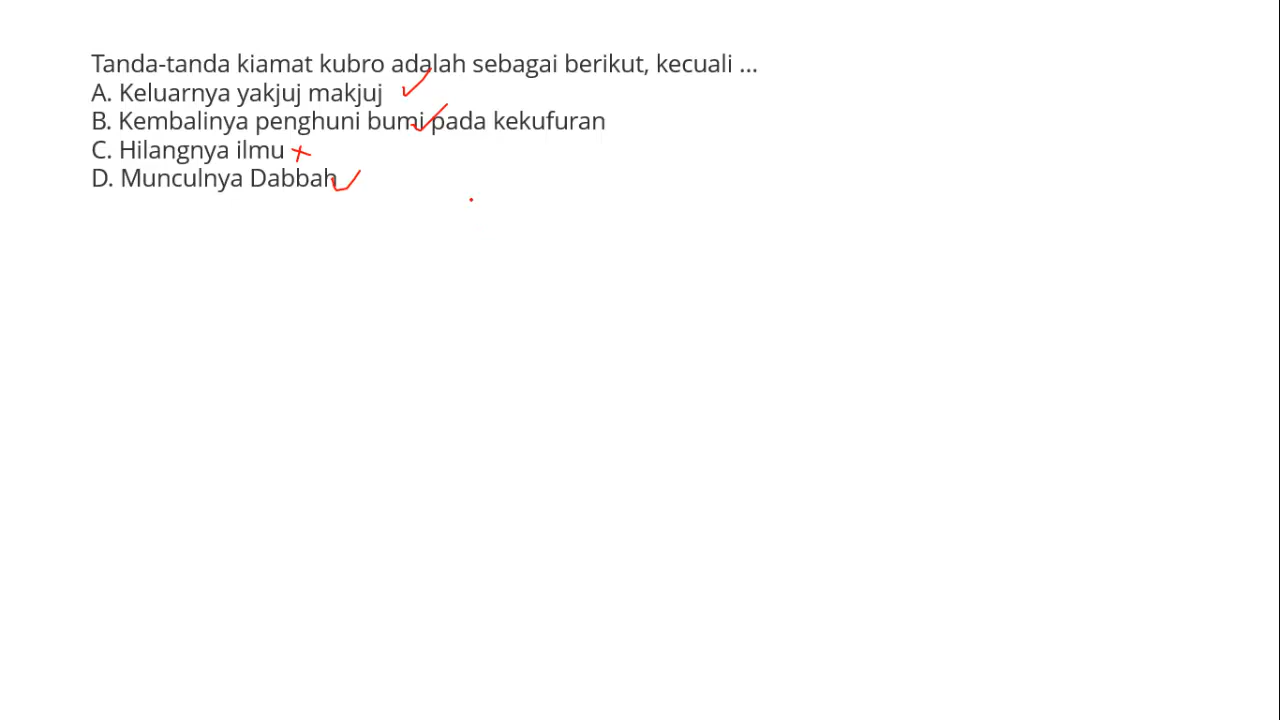 Tanda-tanda kiamat kubro adalah sebagai berikut, kecuali ...
A. Keluarnya yakjuj makjuj
B. Kembalinya penghuni bumi pada kekufuran
C. Hilangnya ilmu
D. Munculnya Dabbah